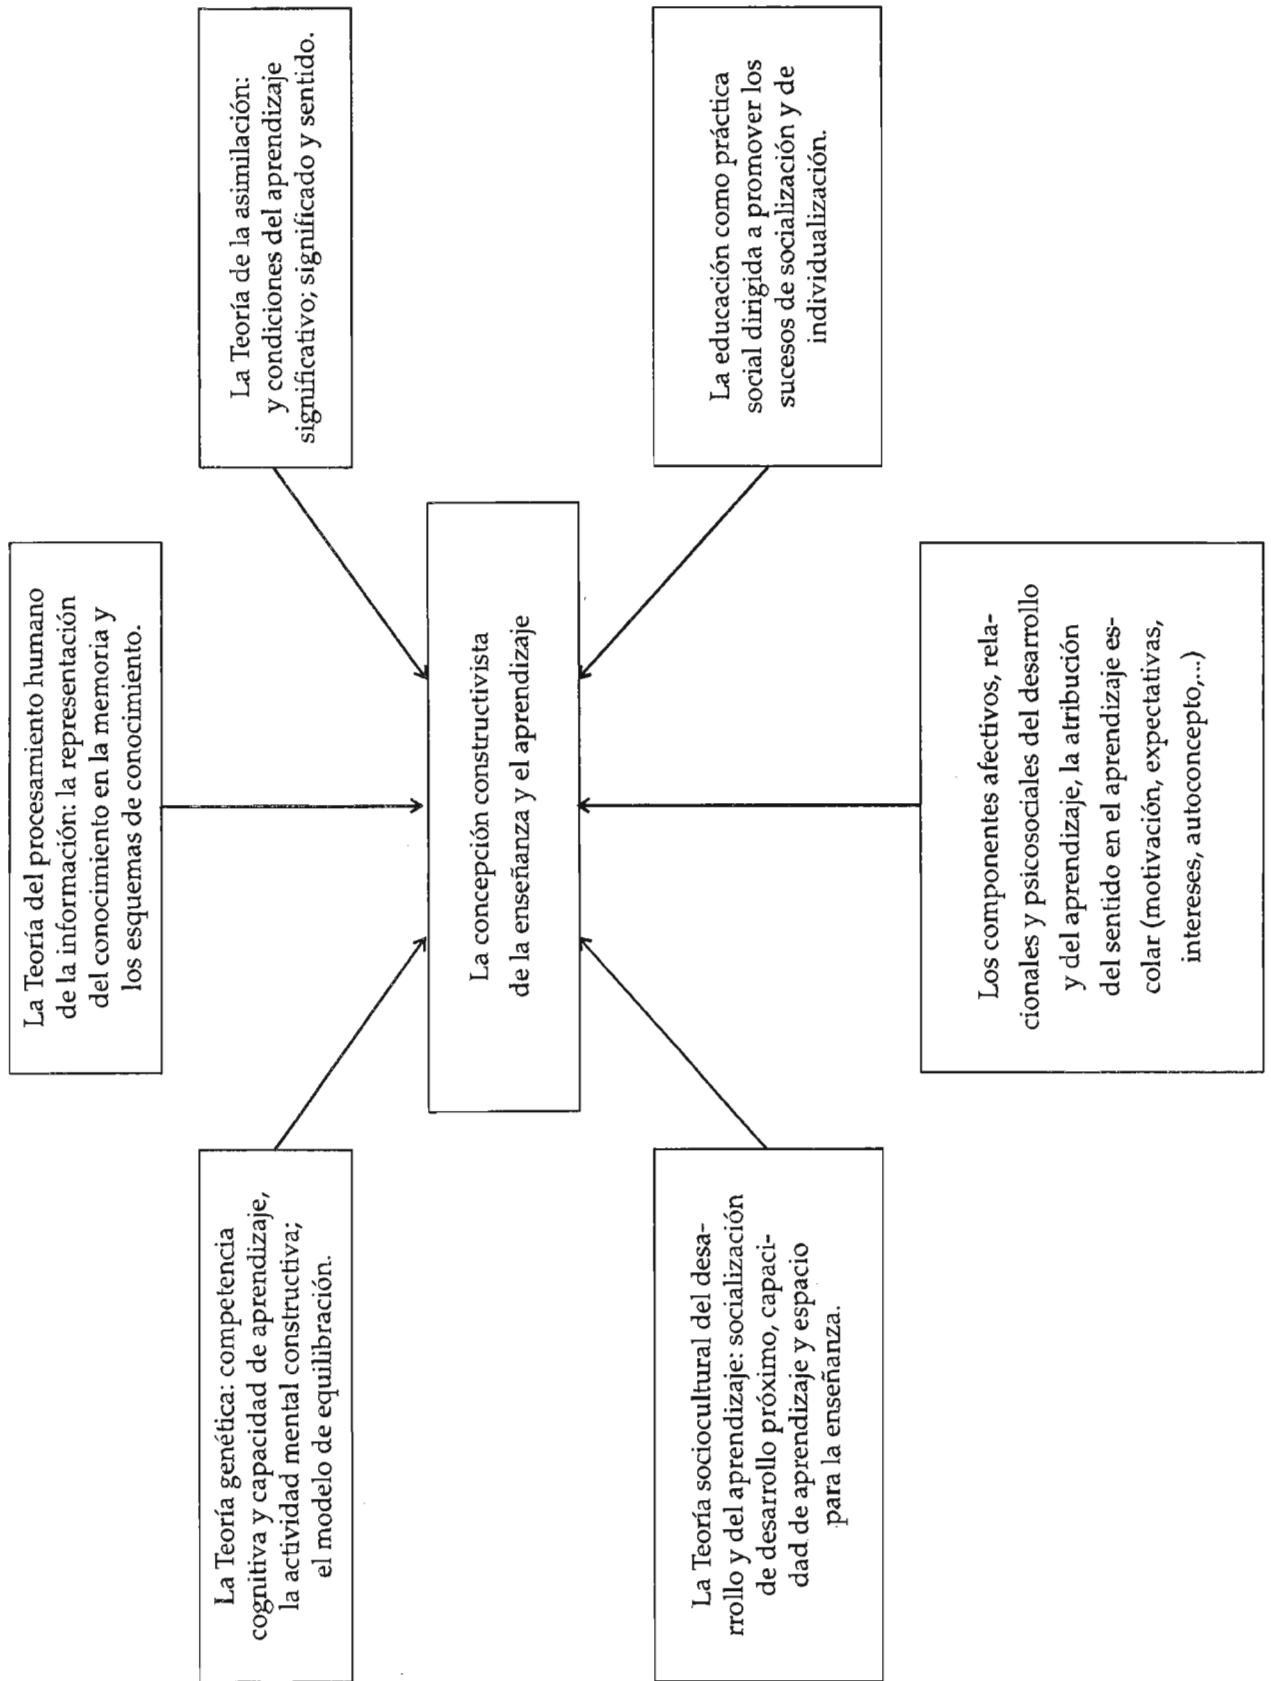 La Teoría del procesamiento humano
de la información: la representación
del conocimiento en la memoria y
los esquemas de conocimiento.
La Teoría genética: competencia
cognitiva y capacidad de aprendizaje,
la actividad mental constructiva;
el modelo de equilibración.
La Teoría de la asimilación:
y condiciones del aprendizaje
significativo; significado y sentido.
La concepción constructivista
de la enseñanza y el aprendizaje
La Teoría sociocultural del desa-
rrollo y del aprendizaje: socialización
de desarrollo próximo, capaci-
dad de aprendizaje y espacio
para la enseñanza.
La educación como práctica
social dirigida a promover los
sucesos de socialización y de
individualización.
Los componentes afectivos, rela-
cionales y psicosociales del desarrollo
y del aprendizaje, la atribución
del sentido en el aprendizaje es-
colar (motivación, expectativas,
intereses, autoconcepto,...)